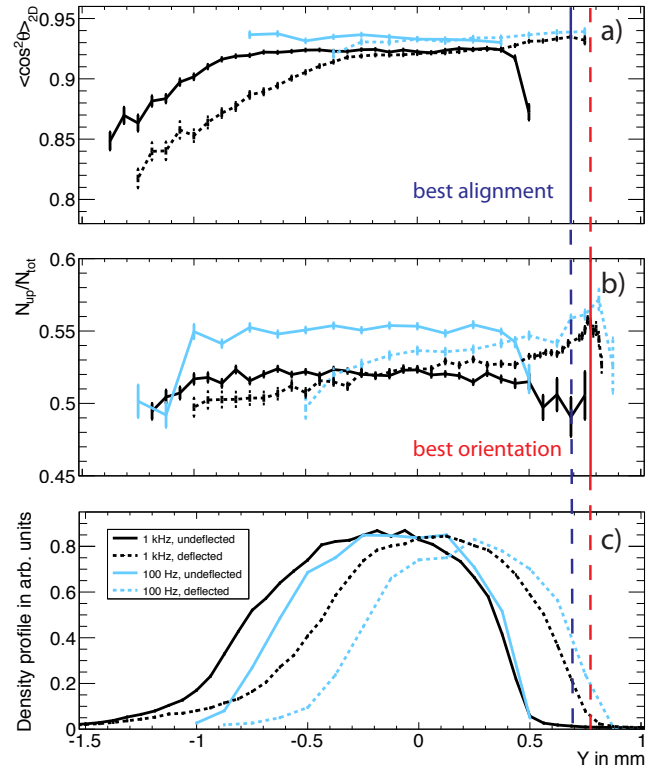 <cos²θ>2D
0.95
0.9
0.85
0.8
a)
best alignment
Nup/Ntot
0.6
0.55
0.5
0.45
b)
best orientation
Density profile in arb. units
0.8
0.6
0.4
0.2
0
c)
1 kHz, undeflected
1 kHz, deflected
100 Hz, undeflected
100 Hz, deflected
-1.5 -1 -0.5 0 0.5 1
Y in mm